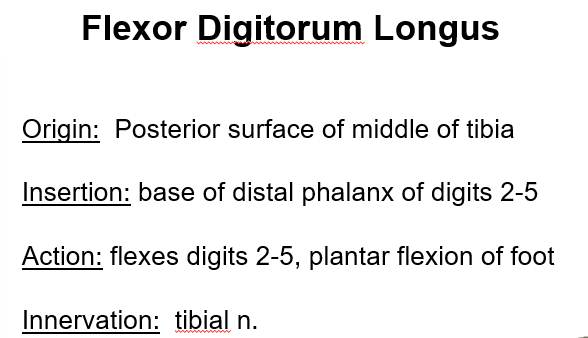 Flexor Digitorum Longus
Origin: Posterior surface of middle of tibia
Insertion: base of distal phalanx of digits 2-5
Action: flexes digits 2-5, plantar flexion of foot
Innervation: tibial n.